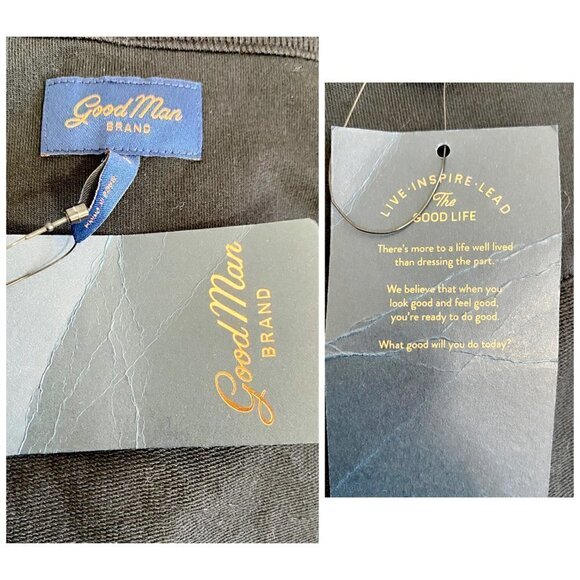 Good Man
BRAND
Good Man
BRAND
LIVE·INSPIRE·LEAD
The
GOOD LIFE
There's more to a life well lived
than dressing the part.
We believe that when you
look good and feel good,
you're ready to do good.
What good will you do today?